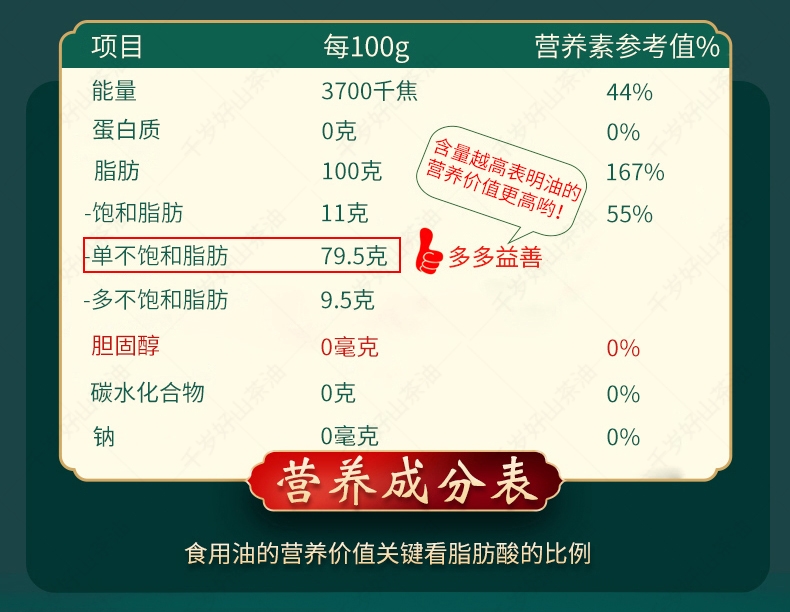 项目 每100g 营养素参考值%
能量 3700千焦 44%
蛋白质 0克 0%
脂肪 100克 167%
含量越高表明油的
营养价值更高哟!
-饱和脂肪 11克 55%
-单不饱和脂肪 79.5克
多多益善
-多不饱和脂肪 9.5克
胆固醇 0毫克 0%
碳水化合物 0克 0%
钠 0毫克 0%
营养成分表
食用油的营养价值关键看脂肪酸的比例
千岁好山茶油